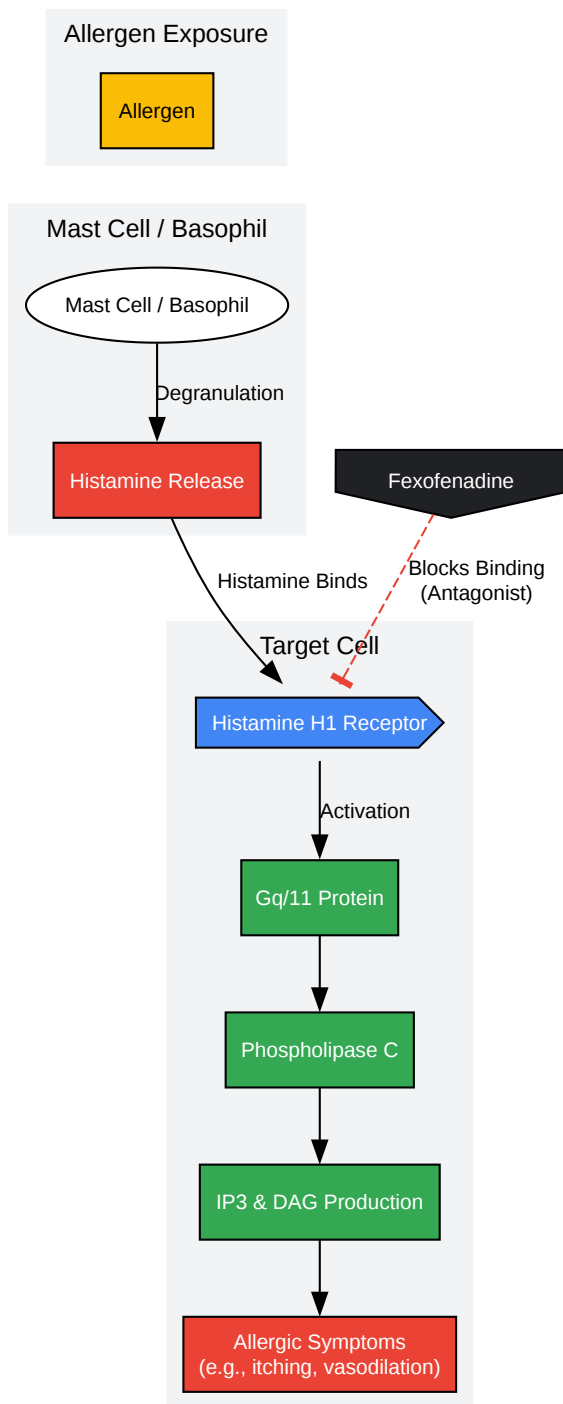 Allergen Exposure
Allergen
Mast Cell / Basophil
Mast Cell / Basophil
Degranulation
Histamine Release
Fexofenadine
Histamine Binds
Blocks Binding
(Antagonist)
Target Cell
Histamine H1 Receptor
Activation
Gq/11 Protein
Phospholipase C
IP3 & DAG Production
Allergic Symptoms
(e.g., itching, vasodilation)